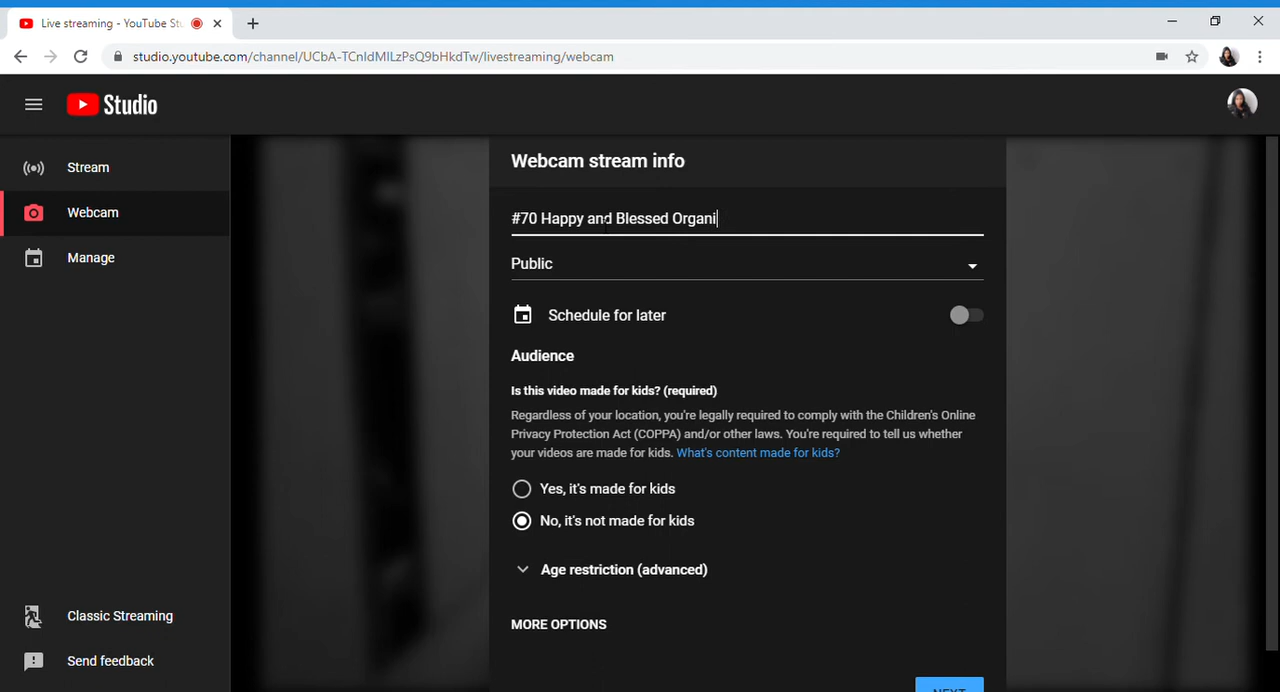 Live streaming - YouTube Stu
studio.youtube.com/channel/UCbA-TCnIdMILzPsQ9bHkdTw/livestreaming/webcam
Studio
Stream
Webcam
Manage
Classic Streaming
Send feedback
Webcam stream info
#70 Happy and Blessed Organi
Public
Schedule for later
Audience
Is this video made for kids? (required)
Regardless of your location, you're legally required to comply with the Children's Online
Privacy Protection Act (COPPA) and/or other laws. You're required to tell us whether
your videos are made for kids. What's content made for kids?
Yes, it's made for kids
No, it's not made for kids
Age restriction (advanced)
MORE OPTIONS
NEXT